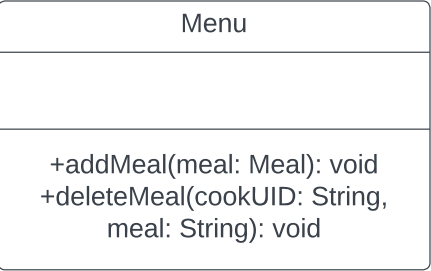 Menu
+addMeal(meal: Meal): void
+deleteMeal(cookUID: String,
meal: String): void